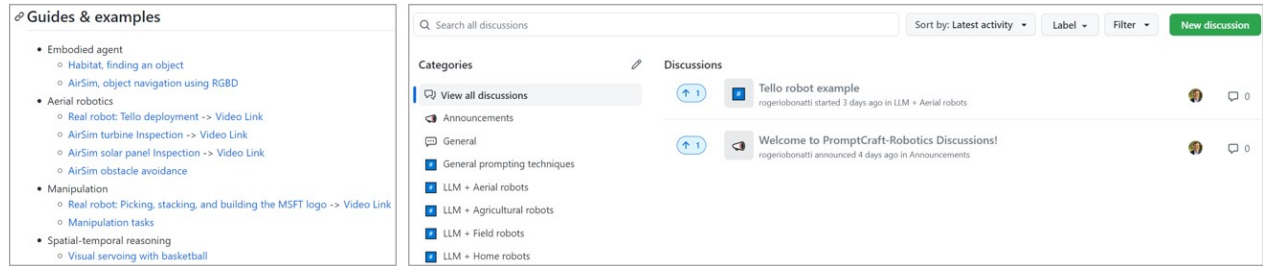 Guides & examples
Embodied agent
Habitat, finding an object
AirSim, object navigation using RGBD
Aerial robotics
Real robot: Tello deployment -> Video Link
AirSim turbine Inspection -> Video Link
AirSim solar panel Inspection -> Video Link
AirSim obstacle avoidance
Manipulation
Real robot: Picking, stacking, and building the MSFT logo -> Video Link
Manipulation tasks
Spatial-temporal reasoning
Visual servoing with basketball
Search all discussions
Sort by: Latest activity
Label
Filter
New discussion
Categories
View all discussions
Announcements
General
General prompting techniques
LLM + Aerial robots
LLM + Agricultural robots
LLM + Field robots
LLM + Home robots
Discussions
1
Tello robot example
rogeriobonatti started 3 days ago in LLM + Aerial robots
0
1
Welcome to PromptCraft-Robotics Discussions!
rogeriobonatti announced 4 days ago in Announcements
0